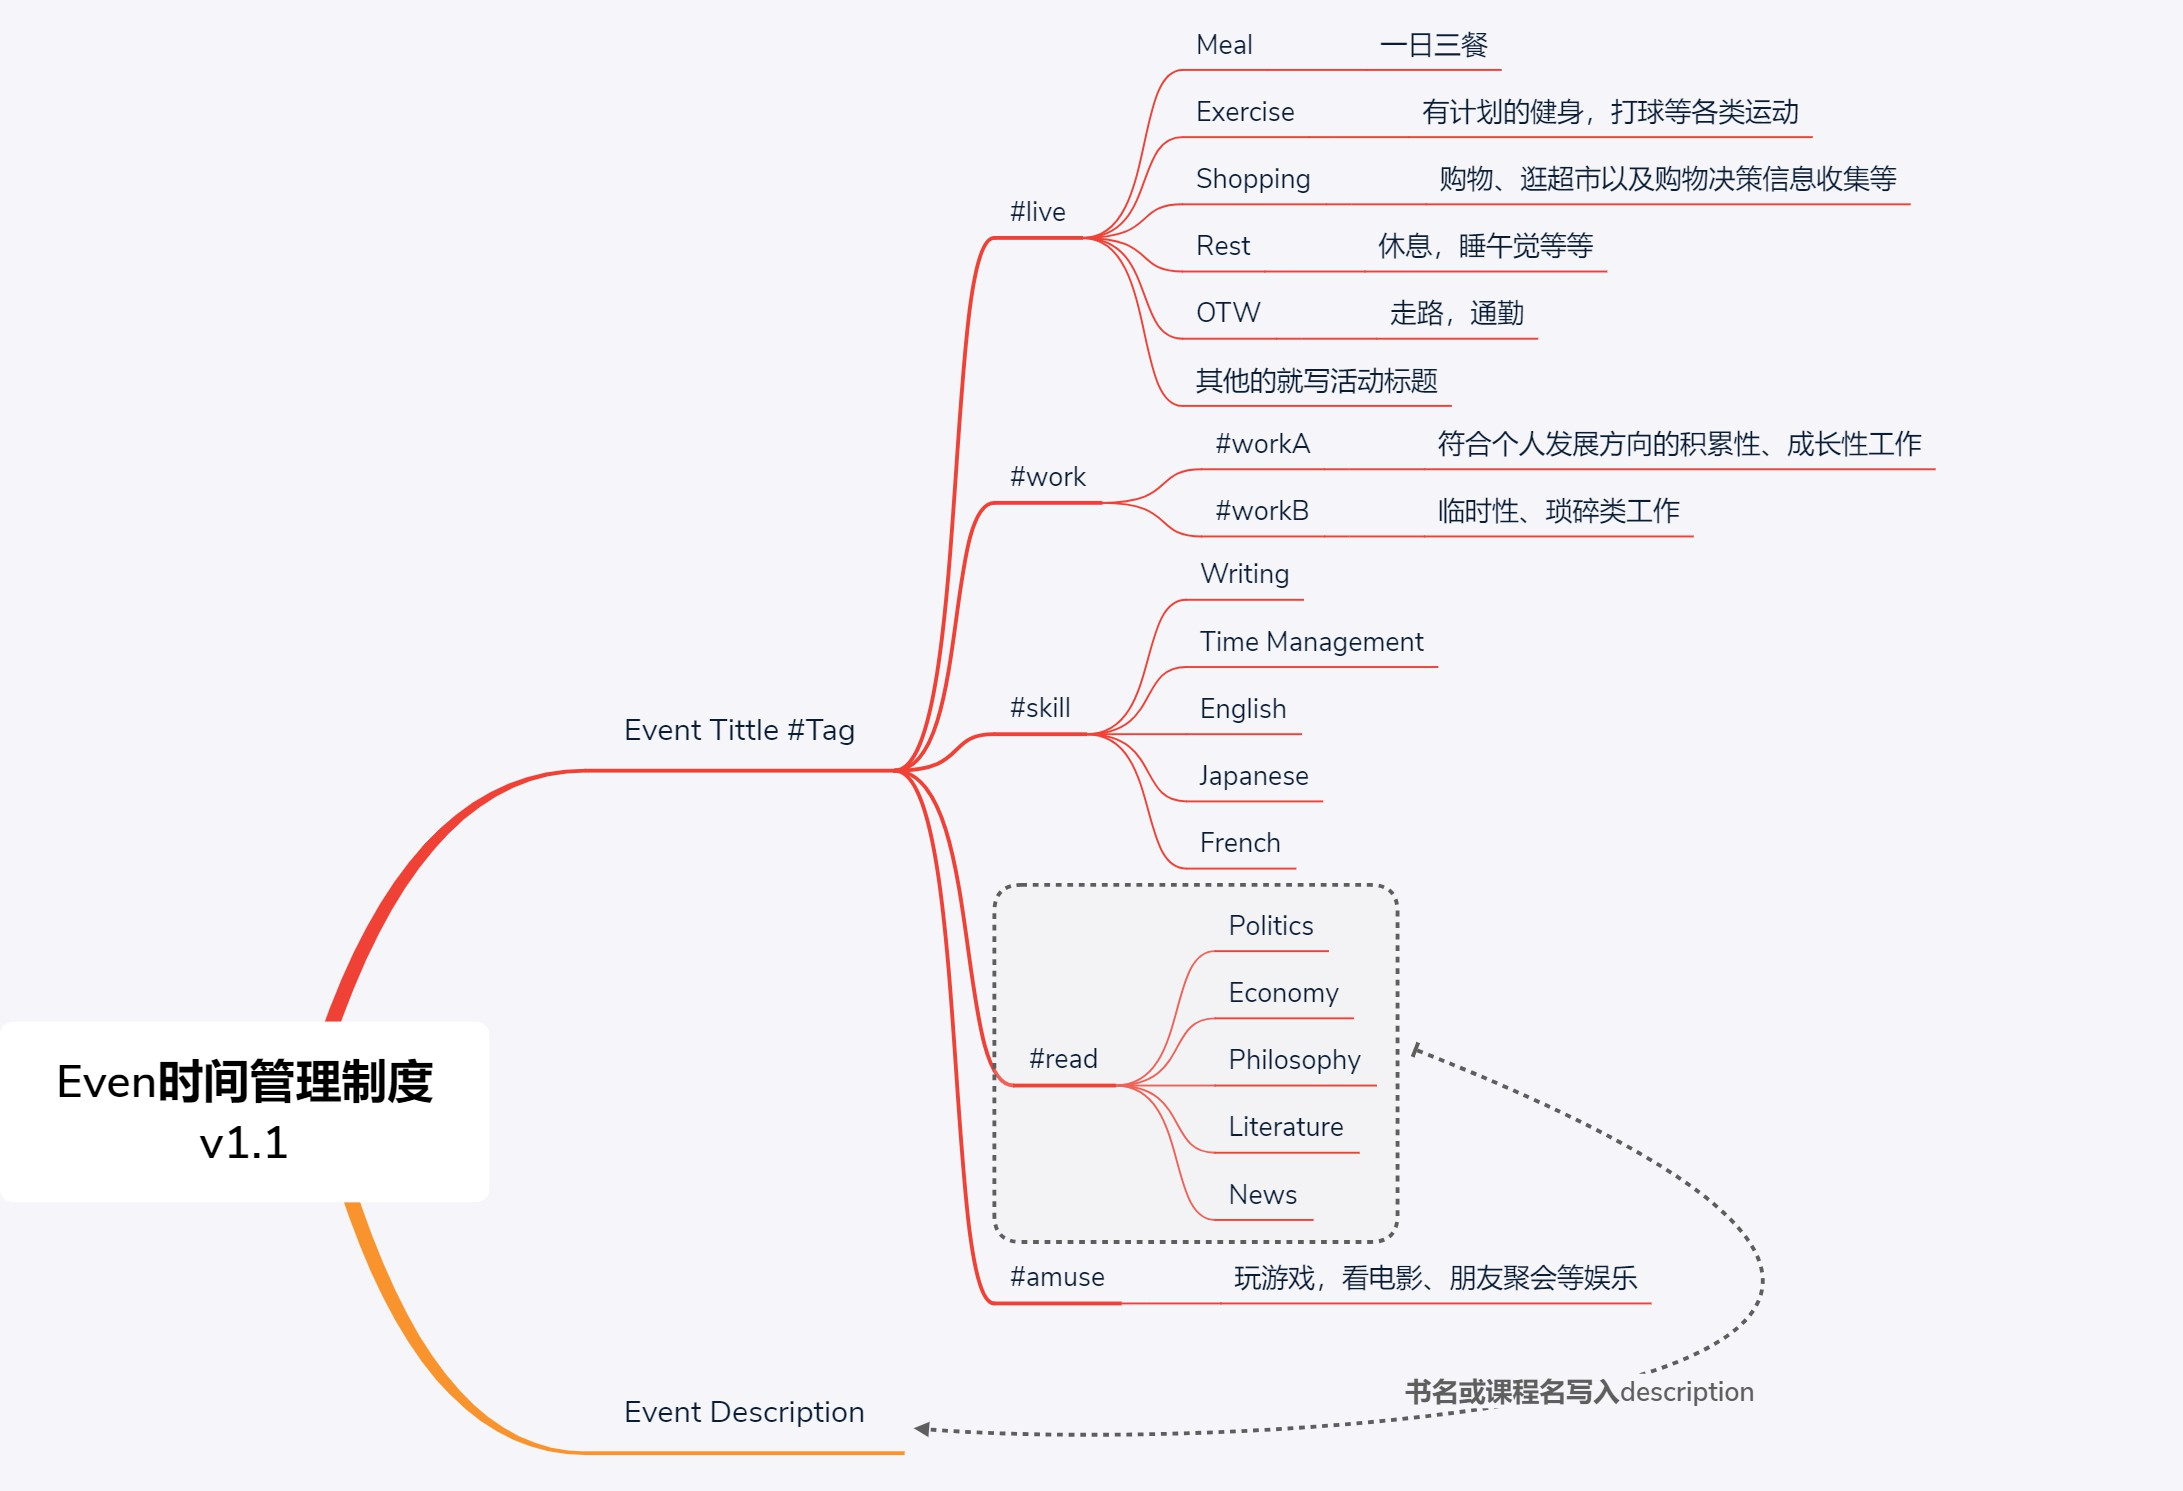 Even时间管理制度
v1.1
Event Tittle #Tag
#live
Meal 一日三餐
Exercise 有计划的健身，打球等各类运动
Shopping 购物、逛超市以及购物决策信息收集等
Rest 休息，睡午觉等等
OTW 走路，通勤
其他的就写活动标题
#work
#workA 符合个人发展方向的积累性、成长性工作
#workB 临时性、琐碎类工作
#skill
Writing
Time Management
English
Japanese
French
#read
Politics
Economy
Philosophy
Literature
News
#amuse 玩游戏，看电影、朋友聚会等娱乐
Event Description
书名或课程名写入description